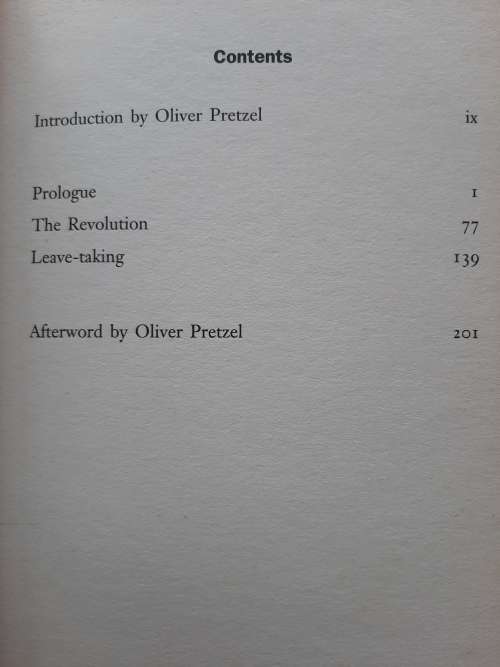 Contents
Introduction by Oliver Pretzel ix
Prologue 1
The Revolution 77
Leave-taking 139
Afterword by Oliver Pretzel 201